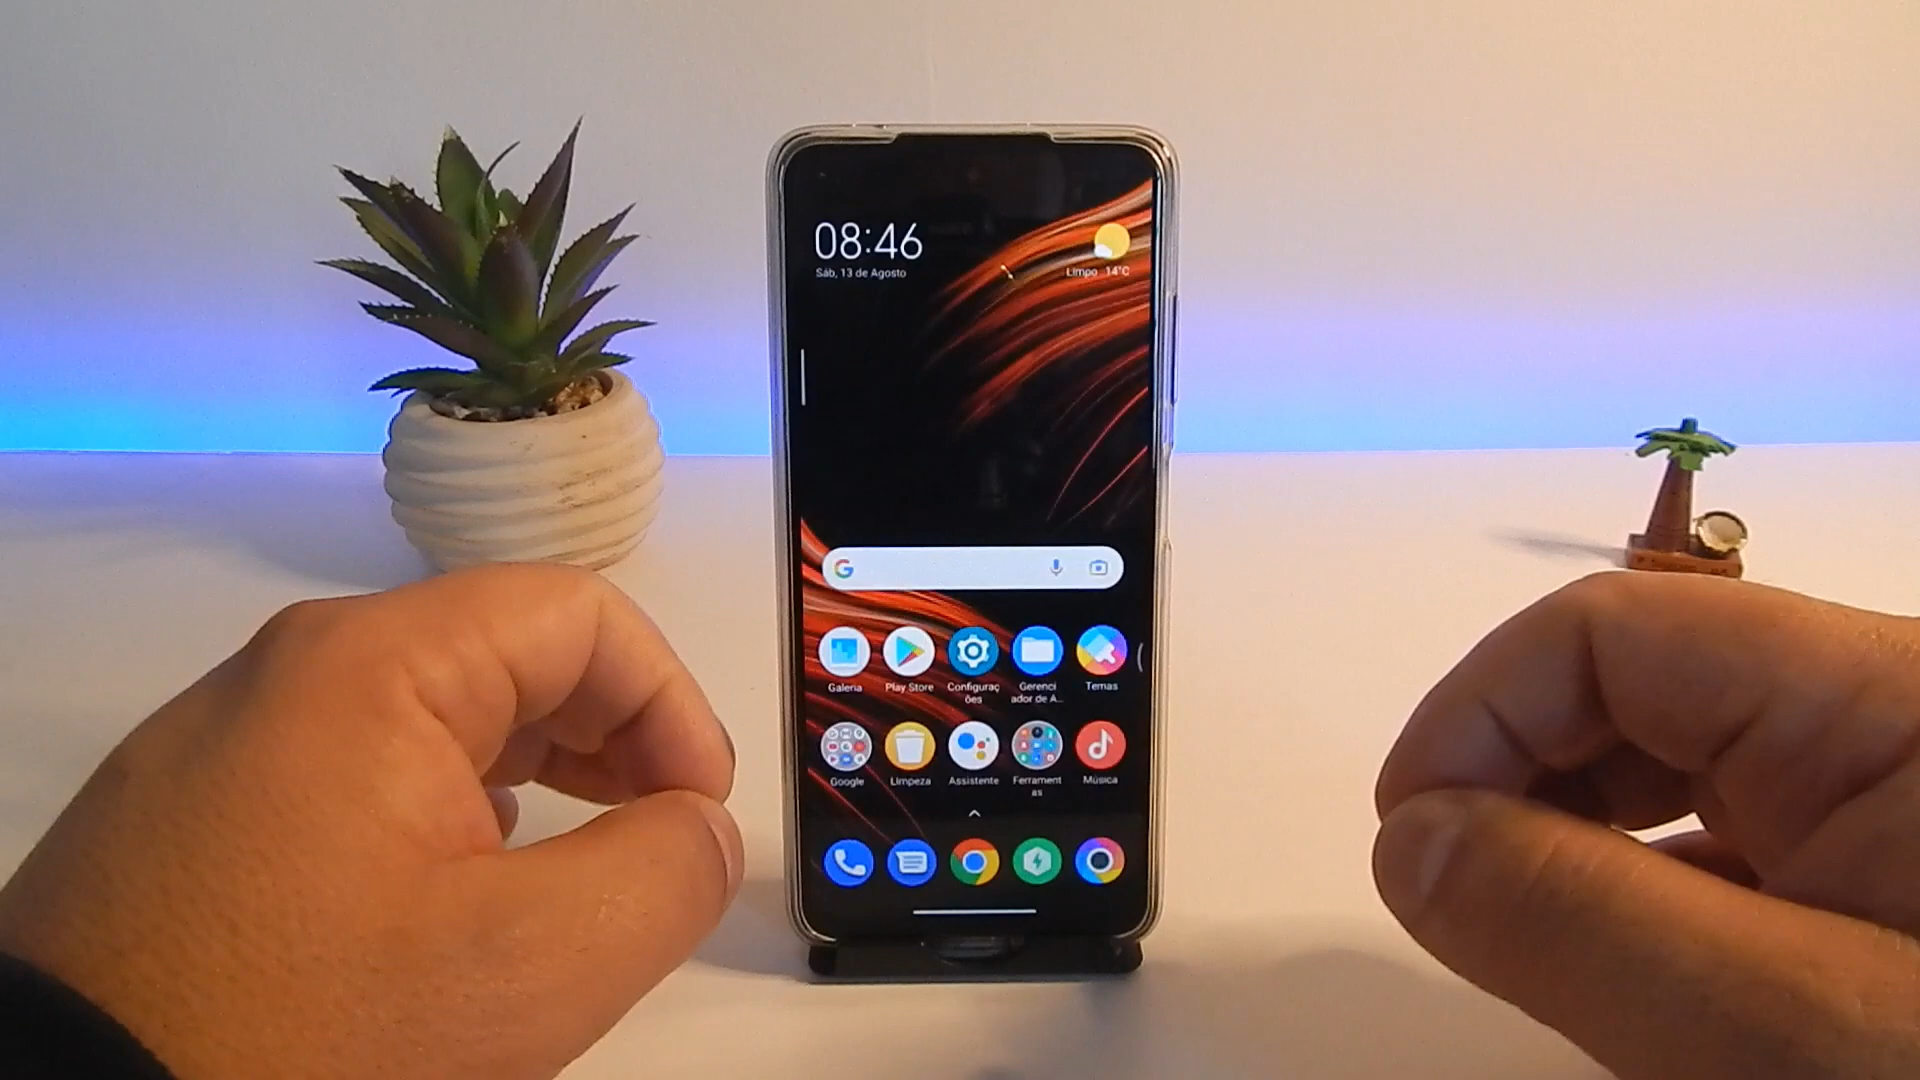 08:46
Sáb, 13 de Agosto
Limpo 14°C
Galeria
Play Store
Configuraç
ões
Gerenci
ador de A...
Temas
Google
Limpeza
Assistente
Ferrament
as
Música